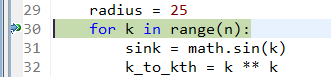 29 radius = 25
30 for k in range(n):
31 sink = math.sin(k)
32 k_to_kth = k ** k